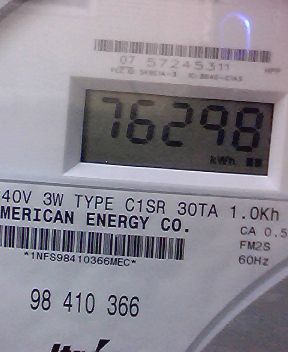 07 57245311
76298
kWh
40V 3W TYPE C1SR 30TA 1.0Kh
MERICAN ENERGY CO.
CA 0.5
FM2S
*1NFS98410366MEC*
60Hz
98 410 366